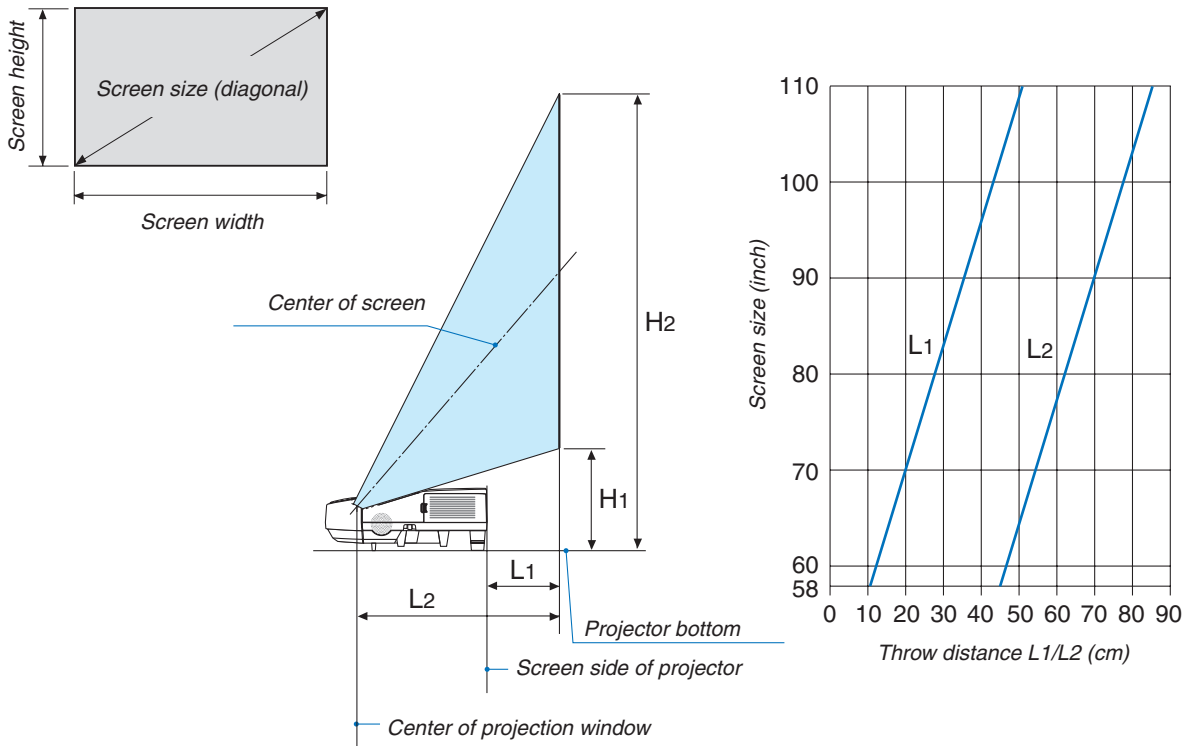 Screen height
Screen size (diagonal)
Screen width
Center of screen
H2
H1
L1
L2
Projector bottom
Screen side of projector
Center of projection window
Screen size (inch)
110
100
90
80
70
60
58
L1
L2
0 10 20 30 40 50 60 70 80 90
Throw distance L1/L2 (cm)